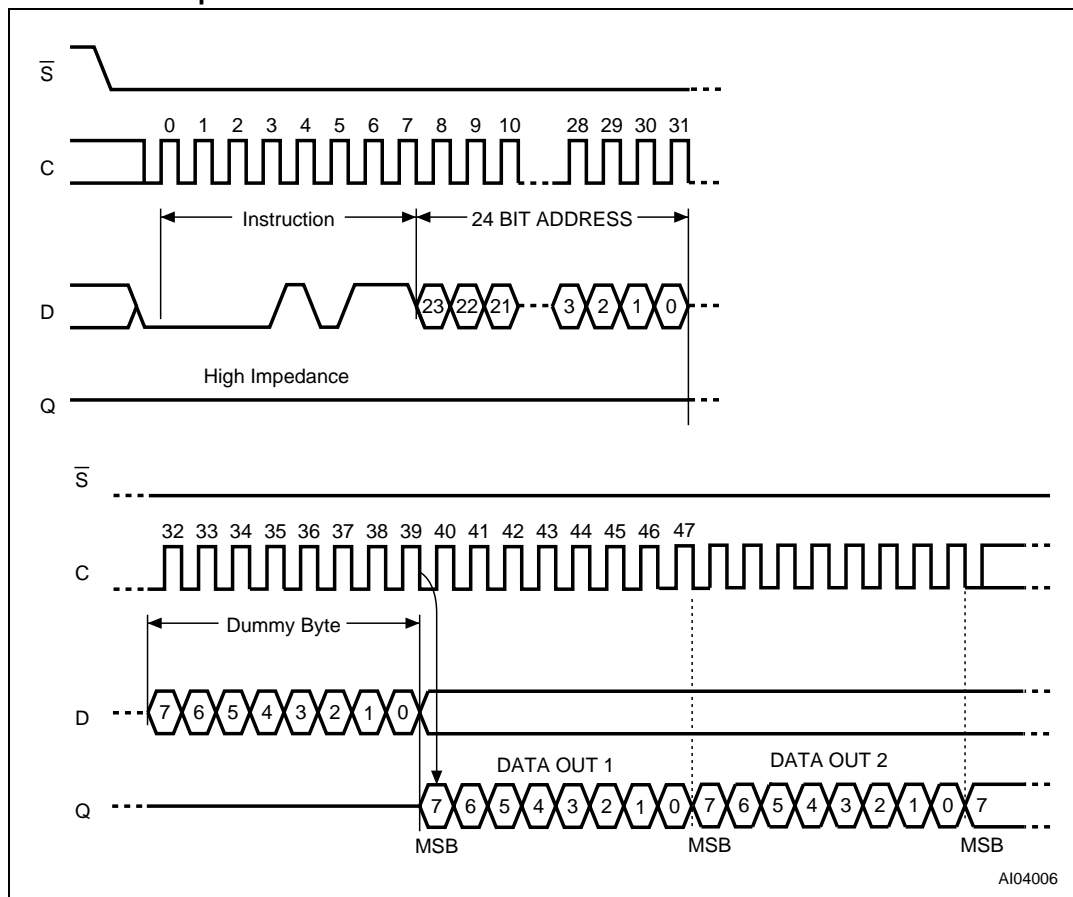 S
0 1 2 3 4 5 6 7 8 9 10 28 29 30 31
C
Instruction 24 BIT ADDRESS
D 23 22 21 3 2 1 0
High Impedance
Q
S
32 33 34 35 36 37 38 39 40 41 42 43 44 45 46 47
C
Dummy Byte
D 7 6 5 4 3 2 1 0
DATA OUT 1 DATA OUT 2
Q 7 6 5 4 3 2 1 0 7 6 5 4 3 2 1 0 7
MSB MSB MSB
AI04006